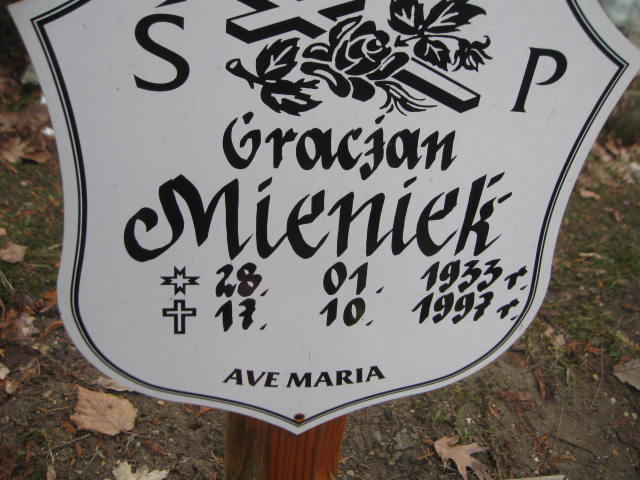 S P
Gracjan
Mieniek
28. 01. 1933 r.
17. 10. 1997 r.
AVE MARIA